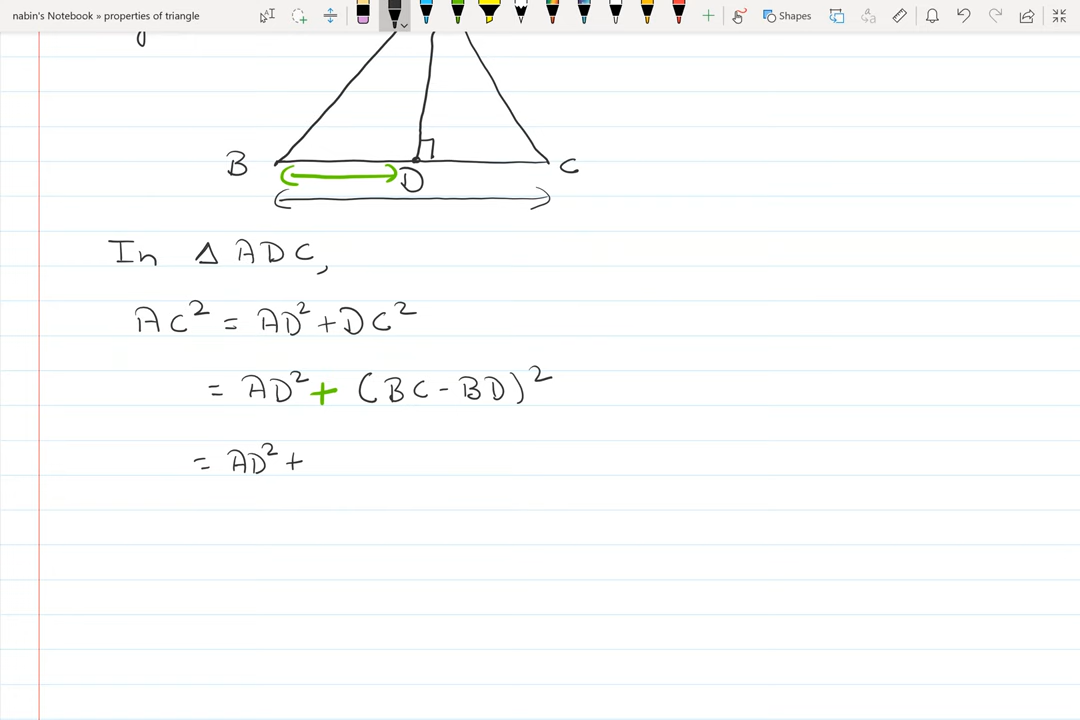 nabin's Notebook » properties of triangle
Shapes
B
D
C
In Δ ADC,
AC² = AD² + DC²
= AD² + (BC - BD)²
= AD² +